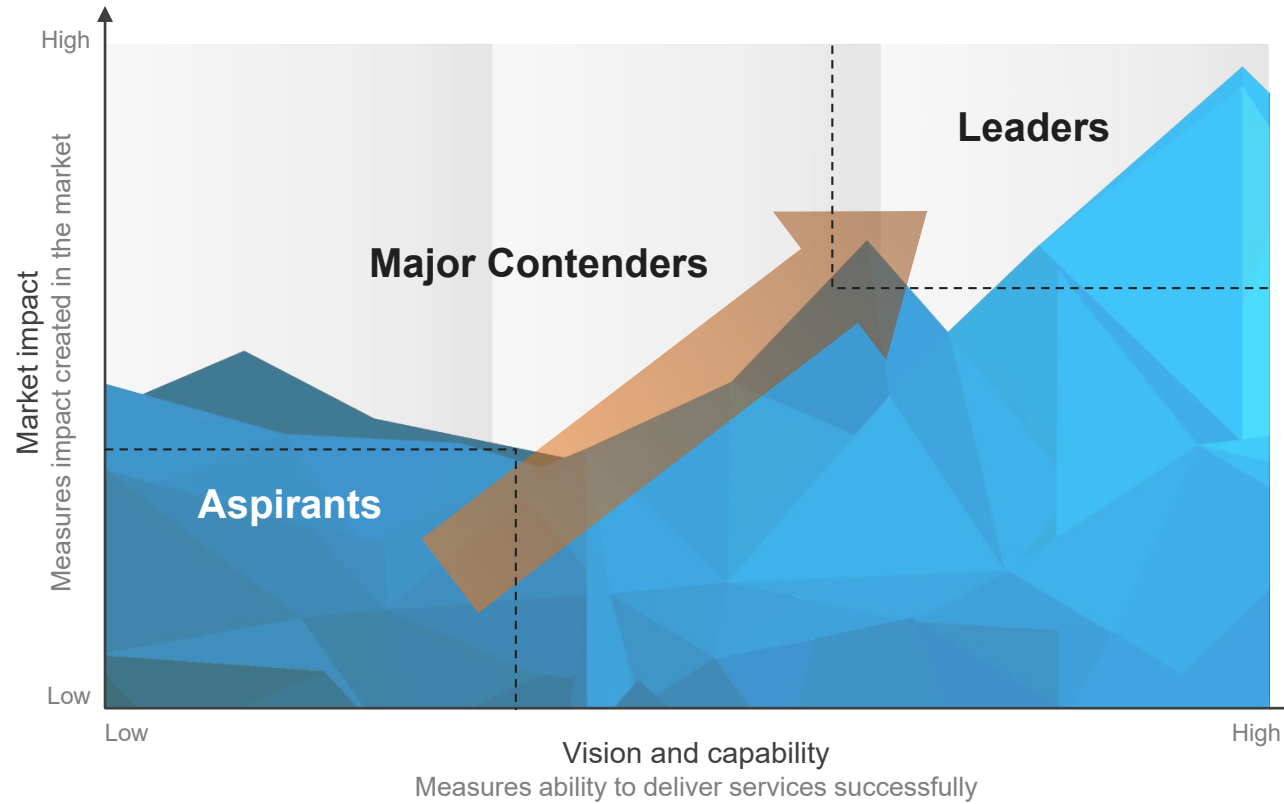 High
Leaders
Major Contenders
Market impact
Measures impact created in the market
Aspirants
Low
Low
High
Vision and capability
Measures ability to deliver services successfully